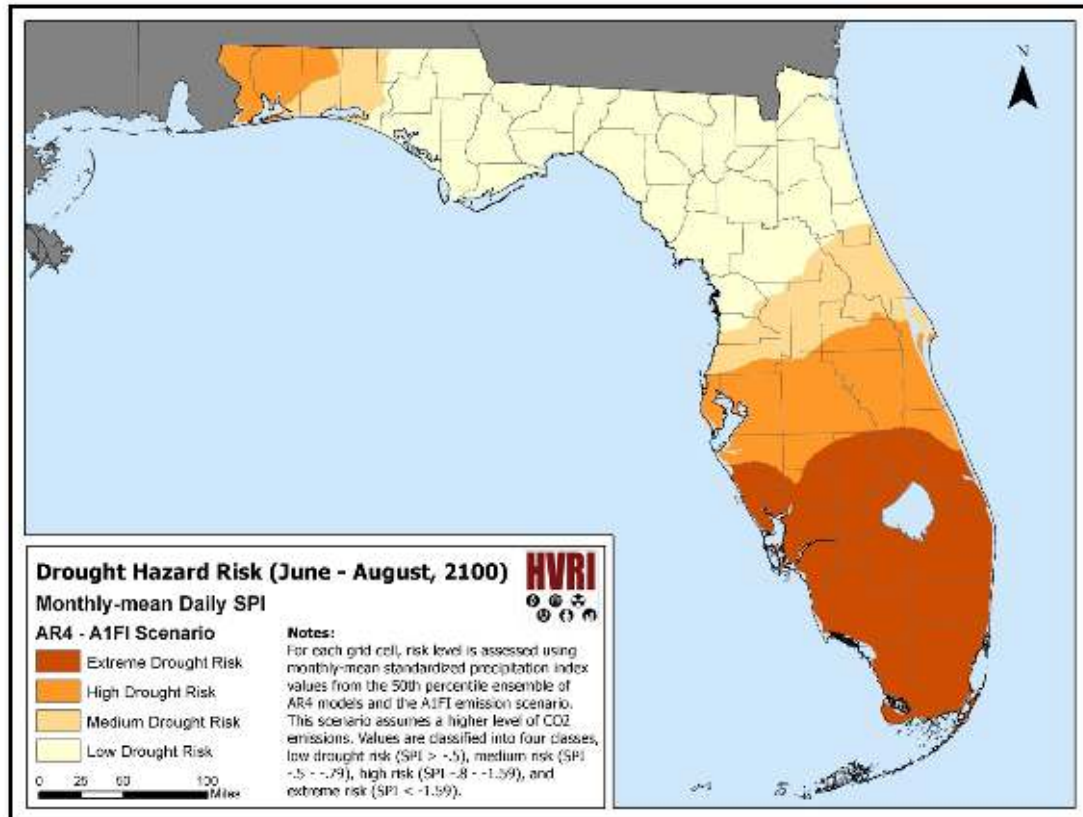 N
Drought Hazard Risk (June - August, 2100)
HVRI
Monthly-mean Daily SPI
AR4 - A1FI Scenario
Extreme Drought Risk
High Drought Risk
Medium Drought Risk
Low Drought Risk
0 25 50 100
Miles
Notes:
For each grid cell, risk level is assessed using
monthly-mean standardized precipitation index
values from the 50th percentile ensemble of
AR4 models and the A1FI emission scenario.
This scenario assumes a higher level of CO2
emissions. Values are classified into four classes,
low drought risk (SPI > -.5), medium risk (SPI
-.5 - -.79), high risk (SPI -.8 - -1.59), and
extreme risk (SPI < -1.59).